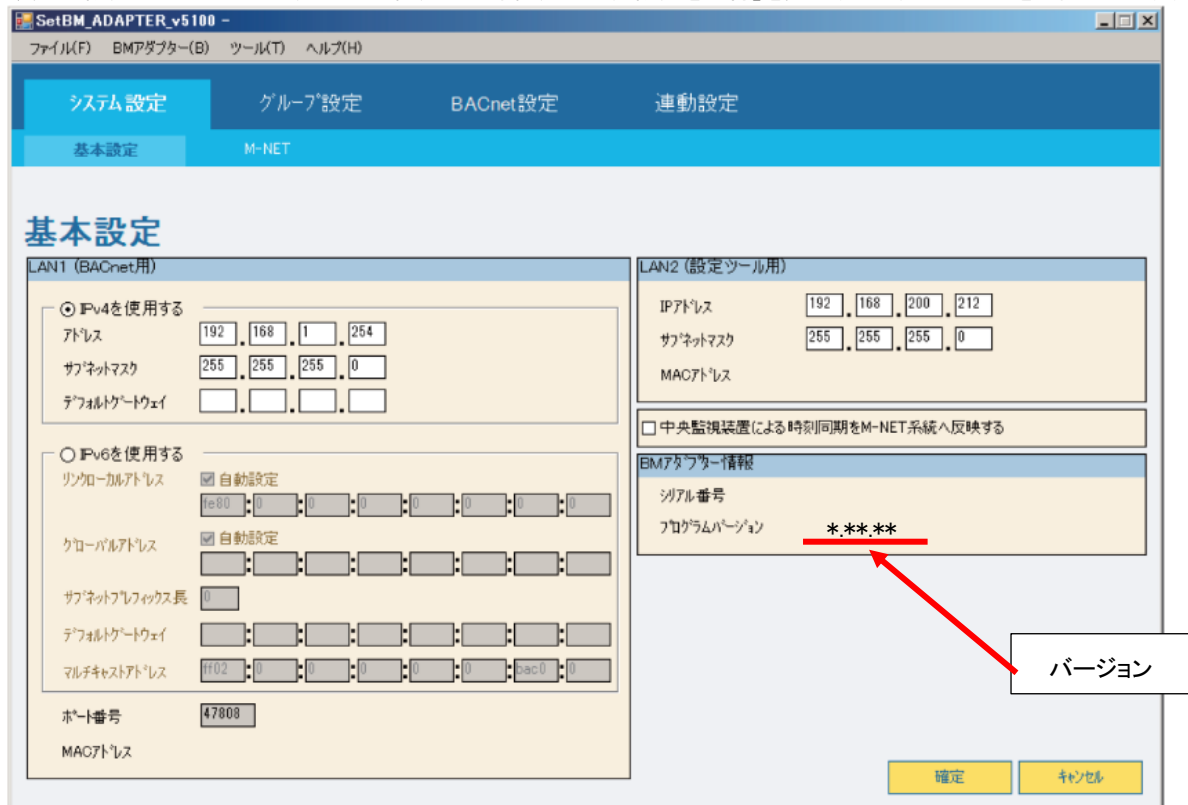 SetBM_ADAPTER_v5100 -
ファイル(F) BMアダプター(B) ツール(T) ヘルプ(H)
システム設定 グループ設定 BACnet設定 連動設定
基本設定 M-NET
基本設定
LAN1 (BACnet用)
IPv4を使用する
アドレス 192 . 168 . 1 . 254
サブネットマスク 255 . 255 . 255 . 0
デフォルトゲートウェイ . . .
IPv6を使用する
リンクローカルアドレス 自動設定
fe80 : 0 : 0 : 0 : 0 : 0 : 0 : 0
グローバルアドレス 自動設定
: : : : : : :
サブネットプレフィックス長 0
デフォルトゲートウェイ : : : : : : :
マルチキャストアドレス ff02 : 0 : 0 : 0 : 0 : 0 : bac0 : 0
ポート番号 47808
MACアドレス
LAN2 (設定ツール用)
IPアドレス 192 . 168 . 200 . 212
サブネットマスク 255 . 255 . 255 . 0
MACアドレス
中央監視装置による時刻同期をM-NET系統へ反映する
BMアダプター情報
シリアル番号
プログラムバージョン *.**.**
バージョン
確定 キャンセル